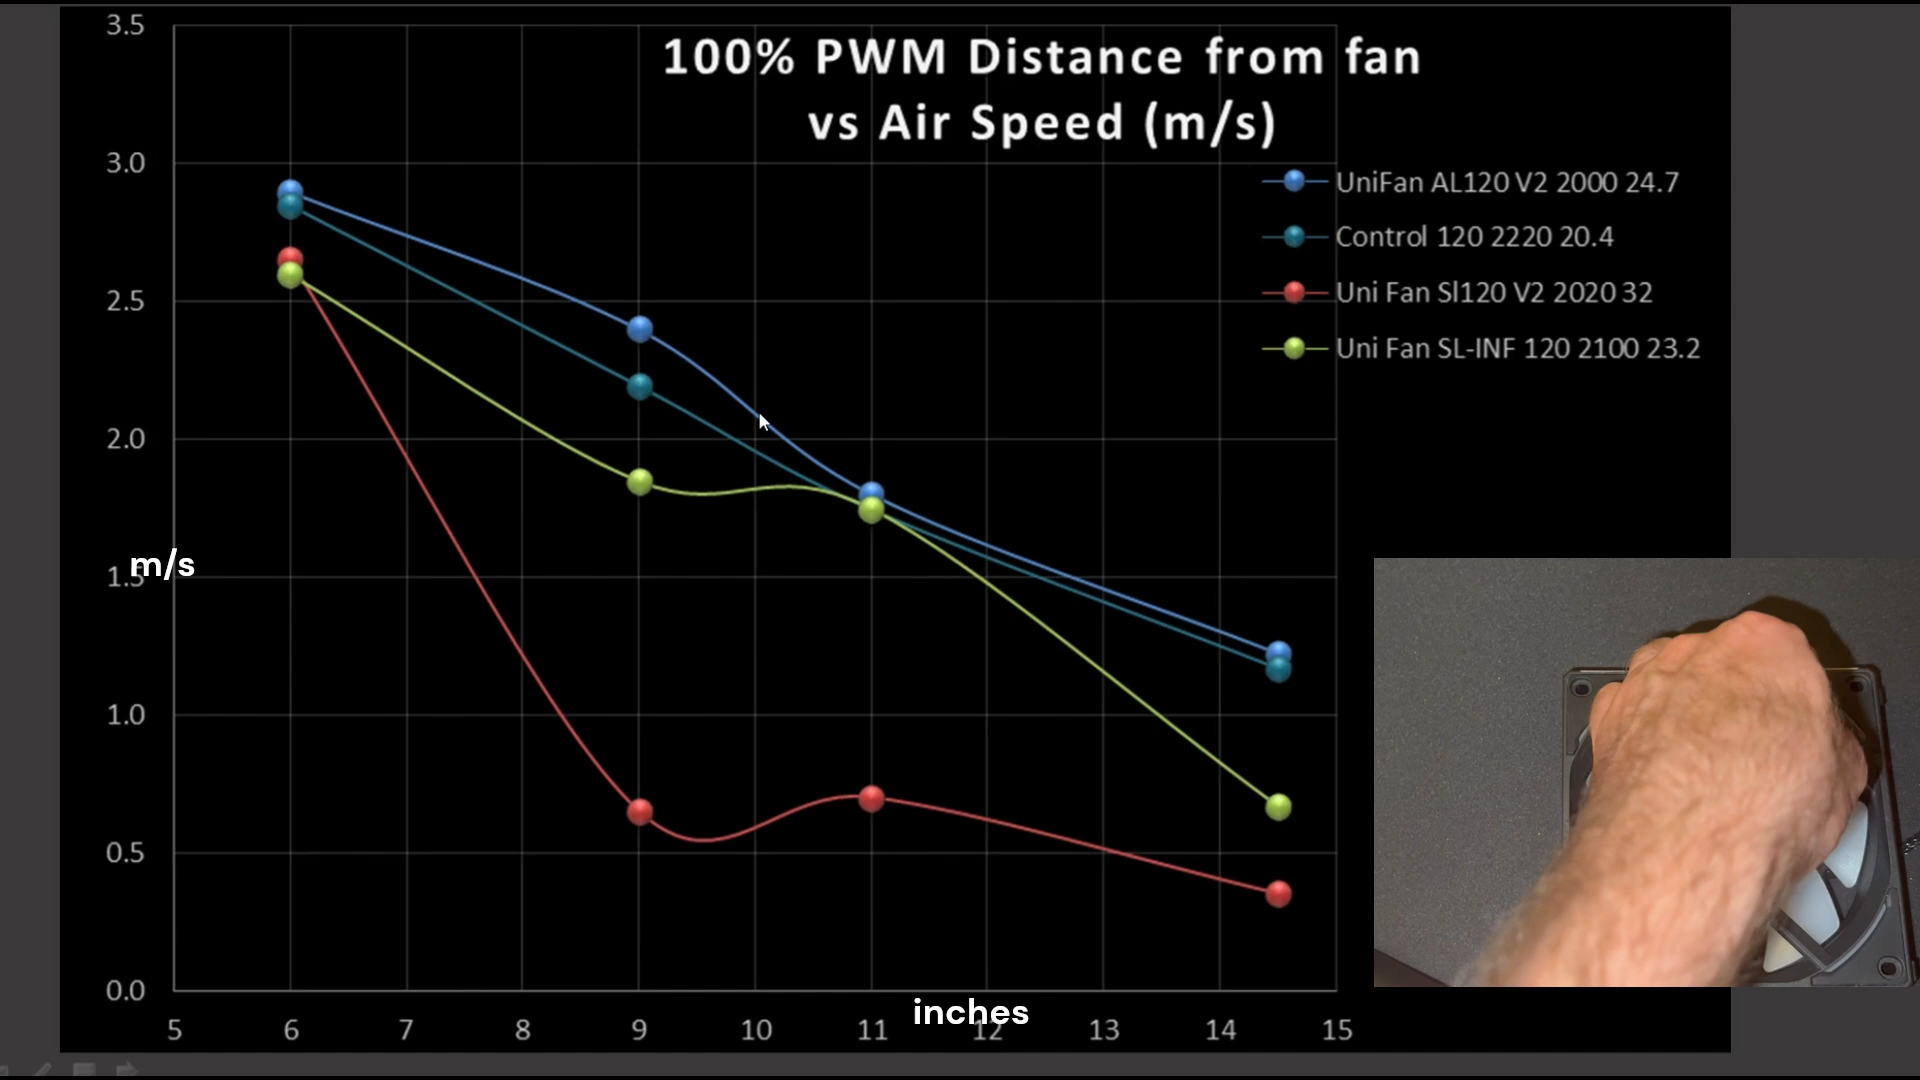 100% PWM Distance from fan
vs Air Speed (m/s)
UniFan AL120 V2 2000 24.7
Control 120 2220 20.4
Uni Fan Sl120 V2 2020 32
Uni Fan SL-INF 120 2100 23.2
3.5
3.0
2.5
2.0
1.5
m/s
1.0
0.5
0.0
inches
5 6 7 8 9 10 11 12 13 14 15